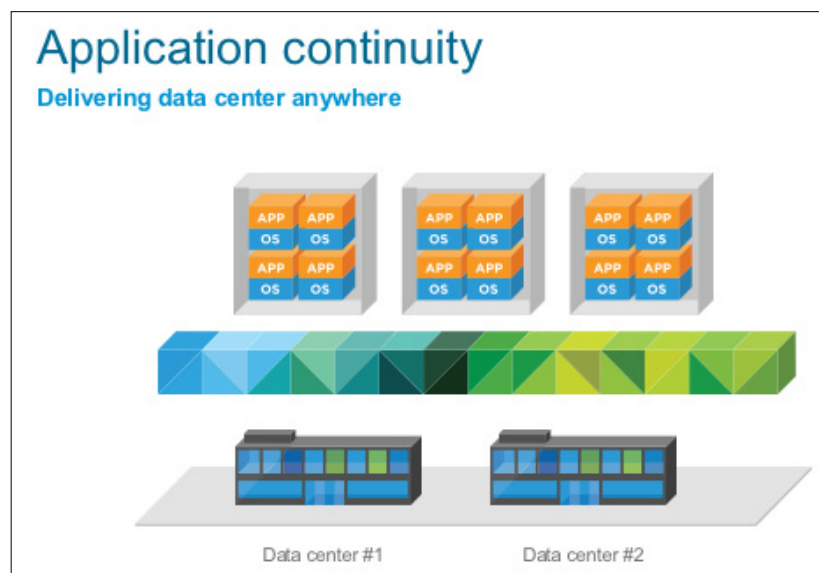 Application continuity
Delivering data center anywhere
APP APP APP APP APP APP
OS OS OS OS OS OS
APP APP APP APP APP APP
OS OS OS OS OS OS
Data center #1 Data center #2